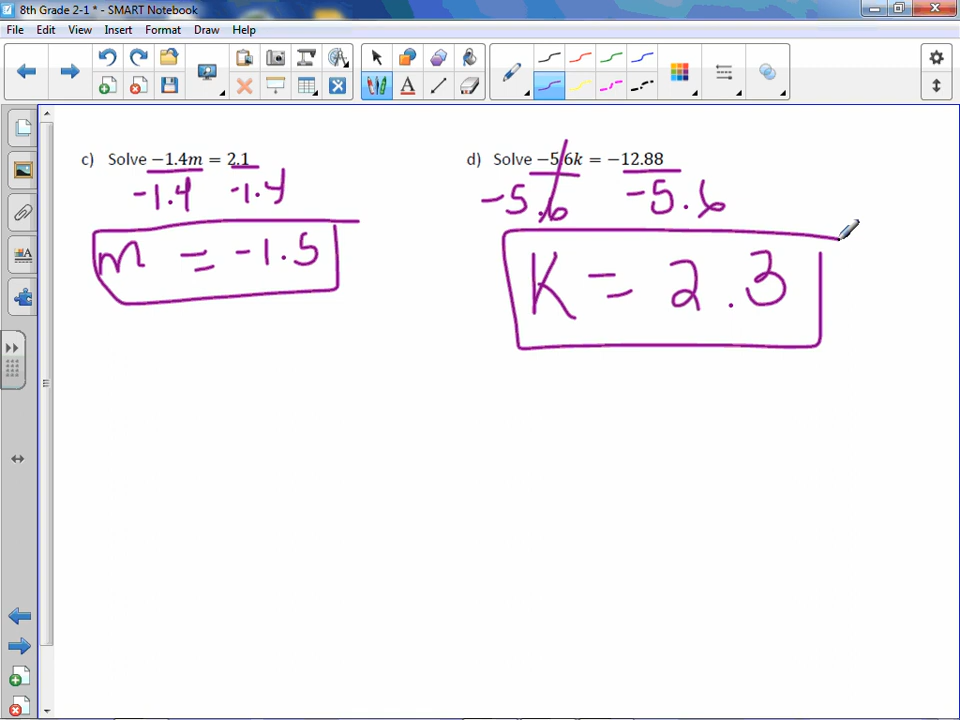 8th Grade 2-1 * - SMART Notebook
File Edit View Insert Format Draw Help
c) Solve −1.4m = 2.1
-1.4 -1.4
m = -1.5
d) Solve −5.6k = −12.88
-5.6 -5.6
K = 2.3